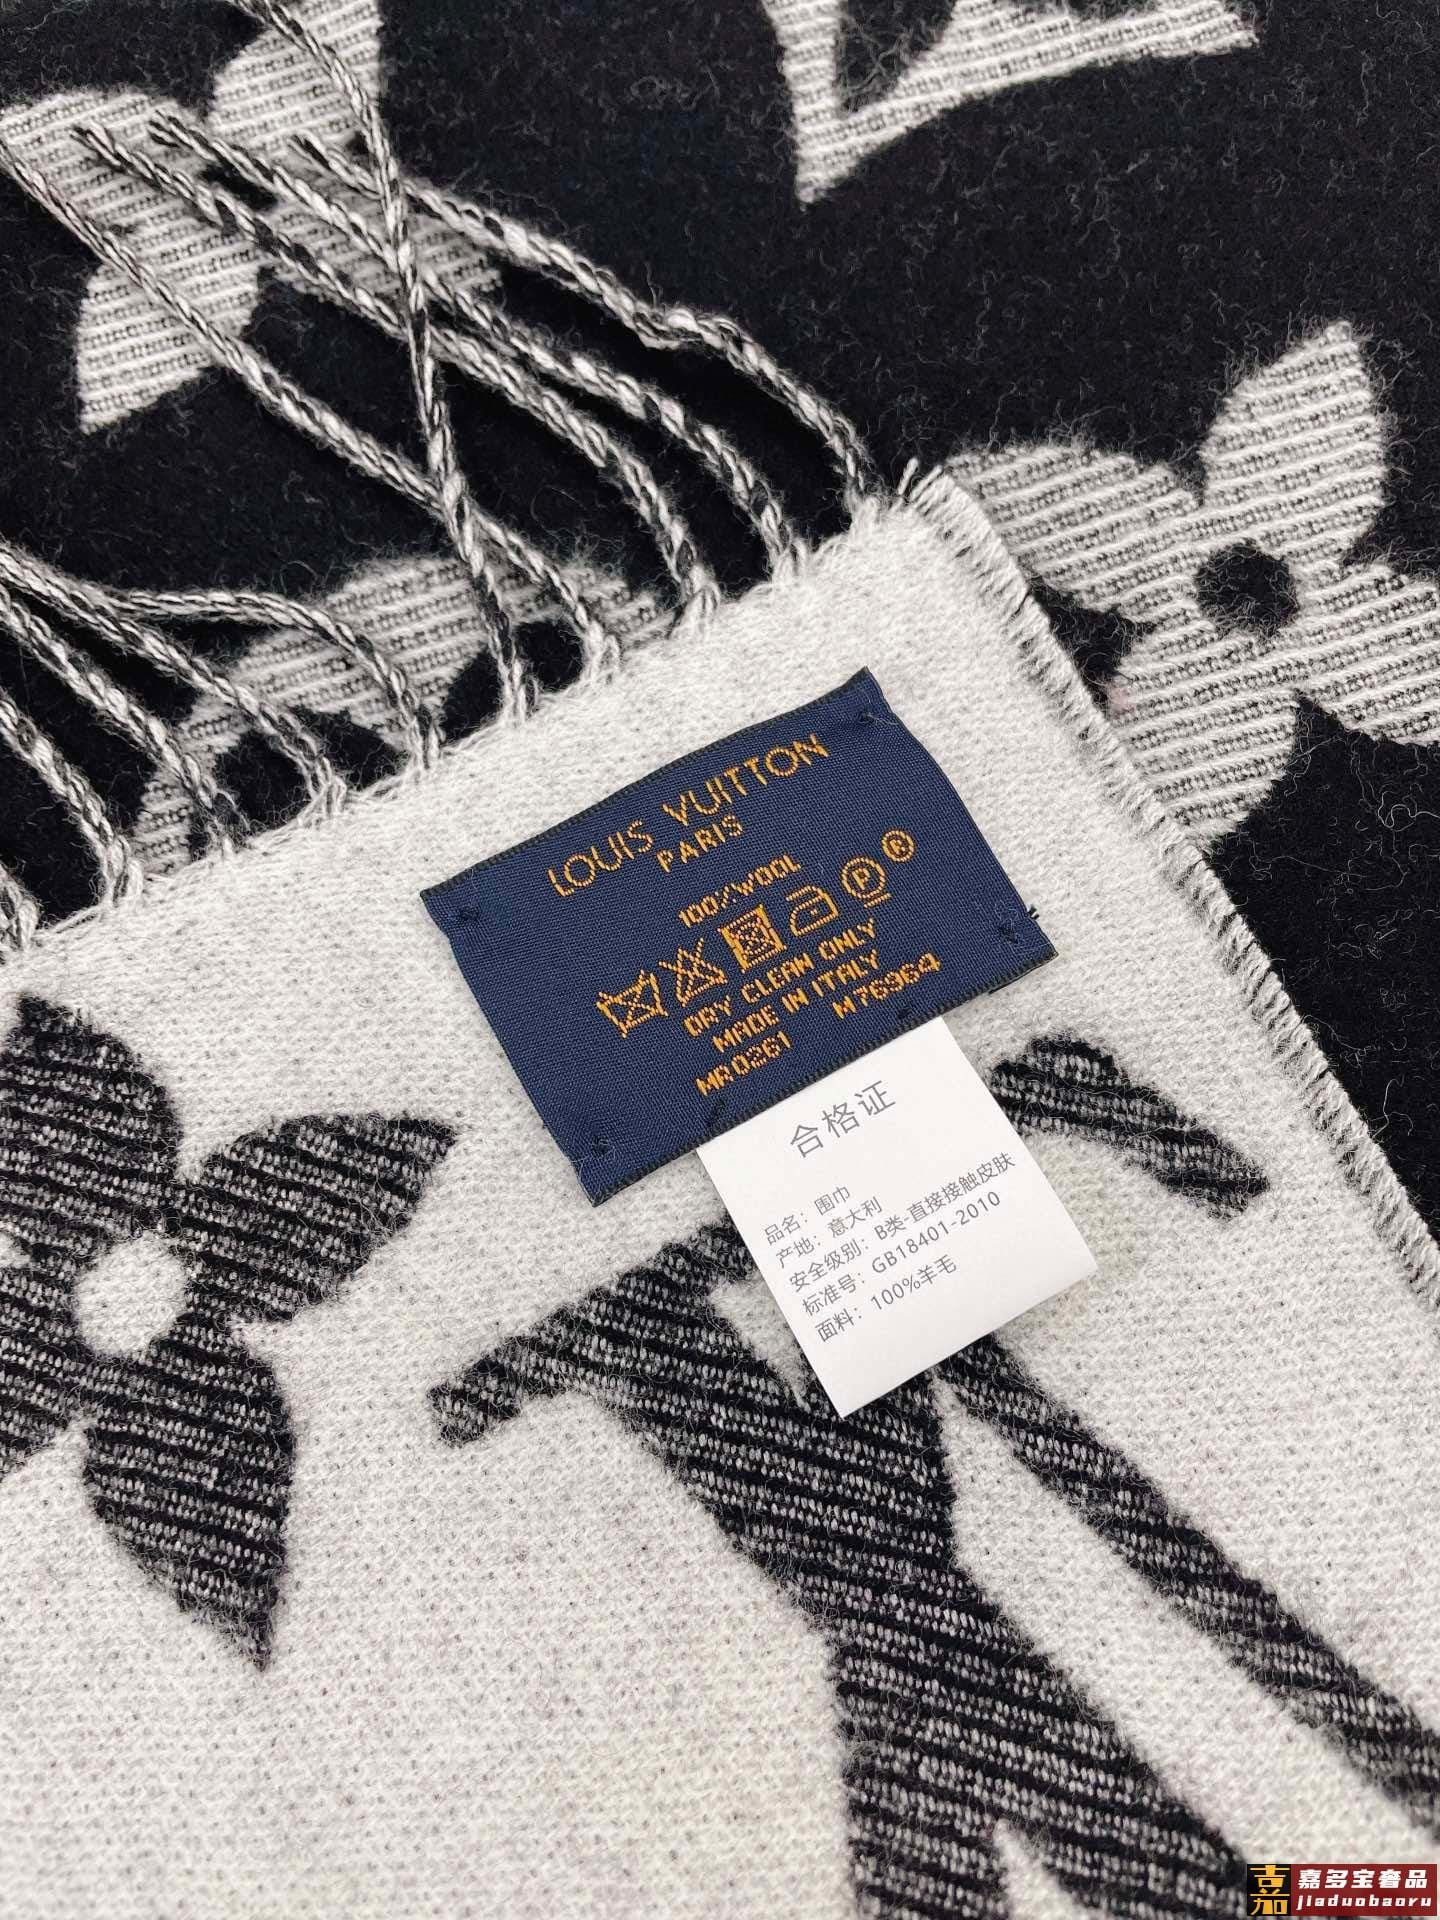 LOUIS VUITTON
PARIS
100%WOOL
P ®
DRY CLEAN ONLY
MADE IN ITALY
MR0261 M76964
合格证
品名：围巾
产地：意大利
安全级别：B类-直接接触皮肤
标准号：GB18401-2010
面料：100%羊毛
吉茄 嘉多宝奢品
jiaduobaoru